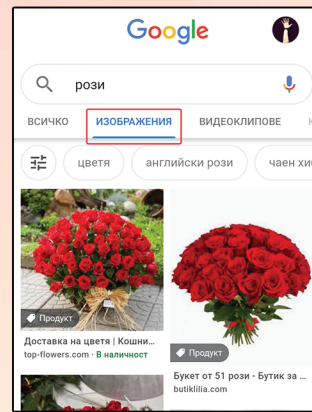 Google
рози
ВСИЧКО ИЗОБРАЖЕНИЯ ВИДЕОКЛИПОВЕ
цветя английски рози чаен
Продукт
Продукт
Доставка на цветя | Кошни...
top-flowers.com · В наличност
Букет от 51 рози - Бутик за ...
butiklilia.com